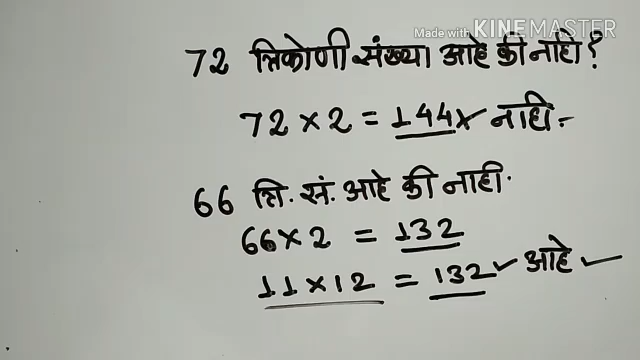 Made with KINEMASTER
72 त्रिकोणी संख्या आहे की नाही?
72 × 2 = 144 × नाही.
66 त्रि. सं. आहे की नाही.
66 × 2 = 132
11 × 12 = 132 ✓ आहे ✓